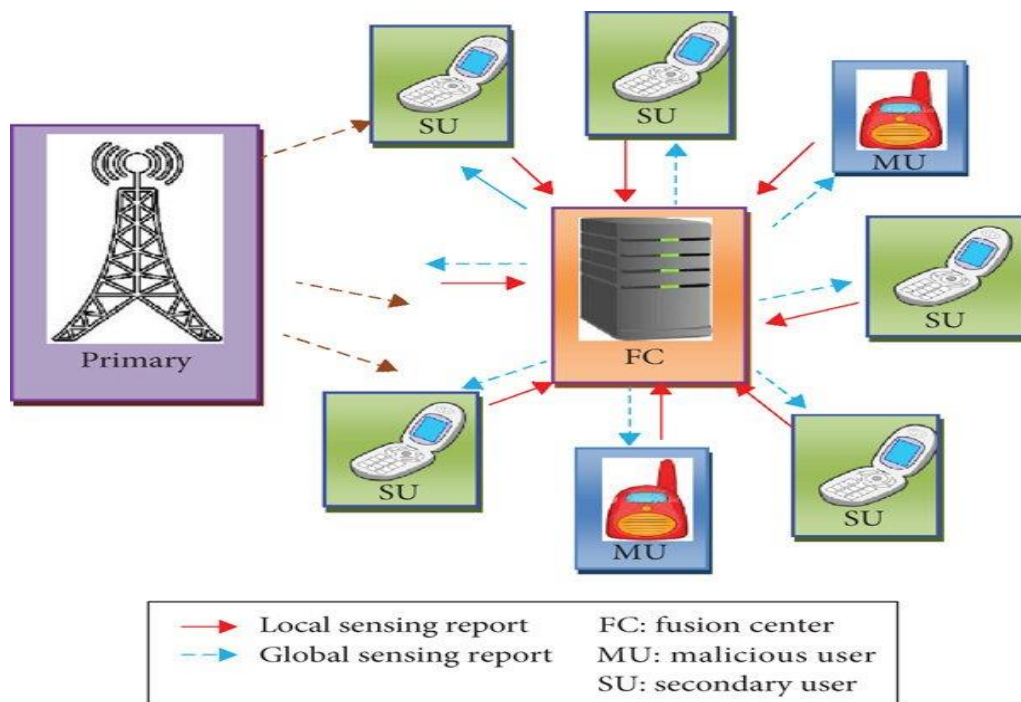 SU
SU
MU
SU
Primary
FC
SU
SU
MU
Local sensing report
Global sensing report
FC: fusion center
MU: malicious user
SU: secondary user